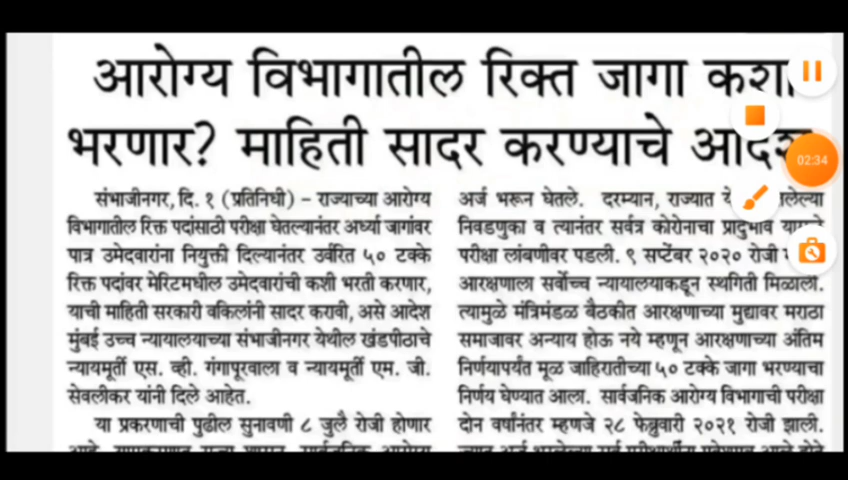 आरोग्य विभागातील रिक्त जागा कशा
भरणार? माहिती सादर करण्याचे आदेश
संभाजीनगर, दि. १ (प्रतिनिधी) – राज्याच्या आरोग्य
विभागातील रिक्त पदांसाठी परीक्षा घेतल्यानंतर अर्ध्या जागांवर
पात्र उमेदवारांना नियुक्ती दिल्यानंतर उर्वरित ५० टक्के
रिक्त पदांवर मेरिटमधील उमेदवारांची कशी भरती करणार,
याची माहिती सरकारी वकिलांनी सादर करावी, असे आदेश
मुंबई उच्च न्यायालयाच्या संभाजीनगर येथील खंडपीठाचे
न्यायमूर्ती एस. व्ही. गंगापूरवाला व न्यायमूर्ती एम. जी.
सेवलीकर यांनी दिले आहेत.
या प्रकरणाची पुढील सुनावणी ८ जुलै रोजी होणार
अर्ज भरून घेतले. दरम्यान, राज्यात
निवडणुका व त्यानंतर सर्वत्र कोरोनाचा प्रादुर्भाव
परीक्षा लांबणीवर पडली. ९ सप्टेंबर २०२० रोजी
आरक्षणाला सर्वोच्च न्यायालयाकडून स्थगिती मिळाली.
त्यामुळे मंत्रिमंडळ बैठकीत आरक्षणाच्या मुद्यावर मराठा
समाजावर अन्याय होऊ नये म्हणून आरक्षणाच्या अंतिम
निर्णयापर्यंत मूळ जाहिरातीच्या ५० टक्के जागा भरण्याचा
निर्णय घेण्यात आला. सार्वजनिक आरोग्य विभागाची परीक्षा
दोन वर्षांनंतर म्हणजे २८ फेब्रुवारी २०२१ रोजी झाली.
02:34